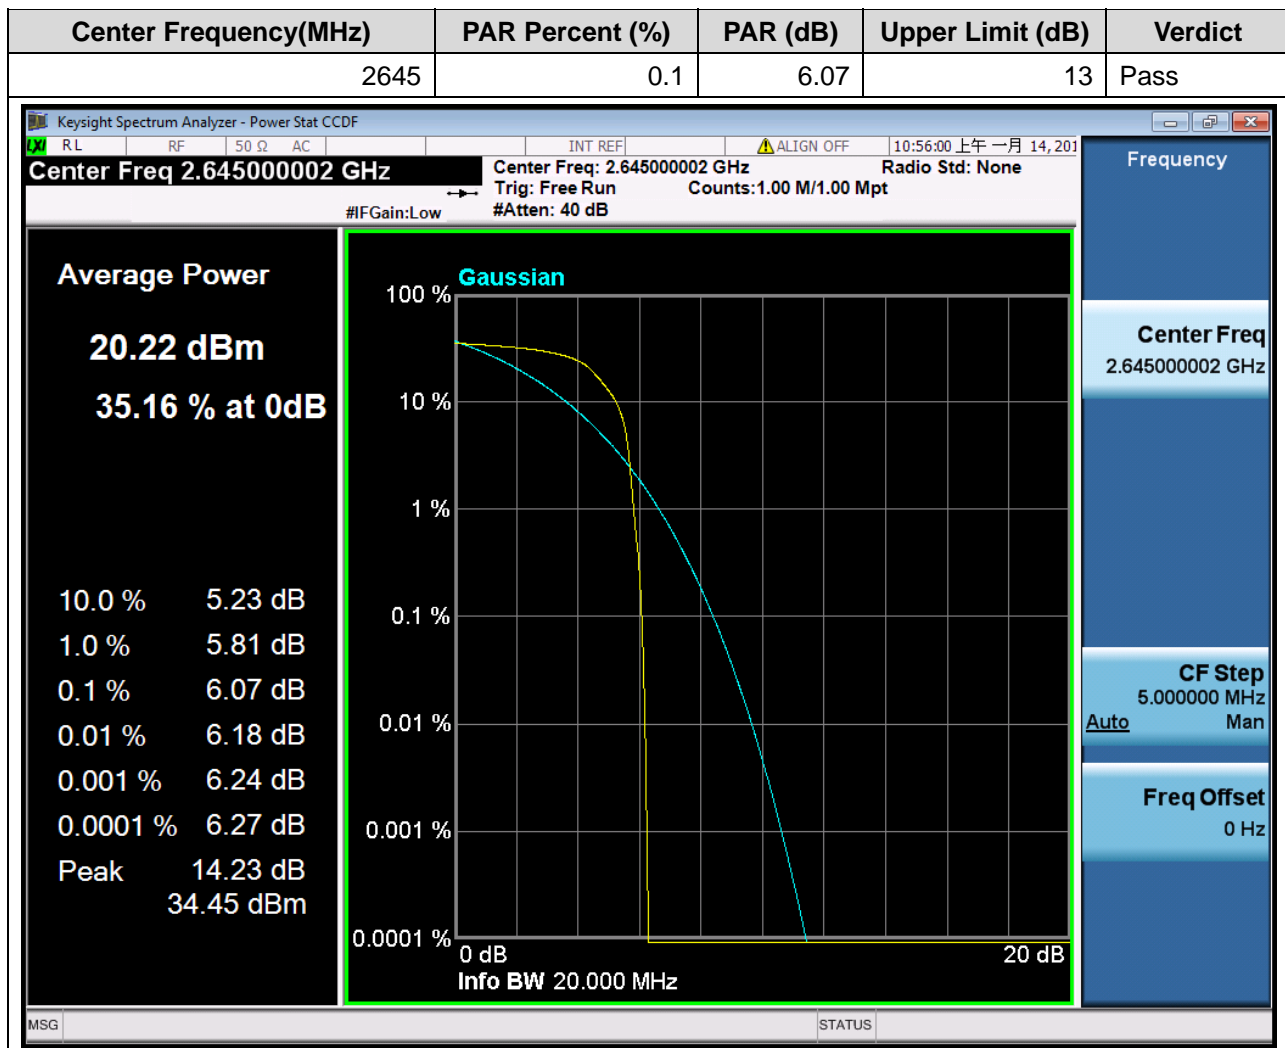 Center Frequency(MHz) PAR Percent (%) PAR (dB) Upper Limit (dB) Verdict
2645 0.1 6.07 13 Pass
Keysight Spectrum Analyzer - Power Stat CCDF
LXI RL RF 50 Ω AC INT REF ALIGN OFF 10:56:00 上午 一月 14, 201
Center Freq 2.645000002 GHz
Center Freq: 2.645000002 GHz Radio Std: None
Trig: Free Run Counts:1.00 M/1.00 Mpt
#IFGain:Low #Atten: 40 dB
Frequency
Average Power
20.22 dBm
35.16 % at 0dB
10.0 % 5.23 dB
1.0 % 5.81 dB
0.1 % 6.07 dB
0.01 % 6.18 dB
0.001 % 6.24 dB
0.0001 % 6.27 dB
Peak 14.23 dB
34.45 dBm
Gaussian
100 %
10 %
1 %
0.1 %
0.01 %
0.001 %
0.0001 %
0 dB 20 dB
Info BW 20.000 MHz
Center Freq
2.645000002 GHz
CF Step
5.000000 MHz
Auto Man
Freq Offset
0 Hz
MSG STATUS